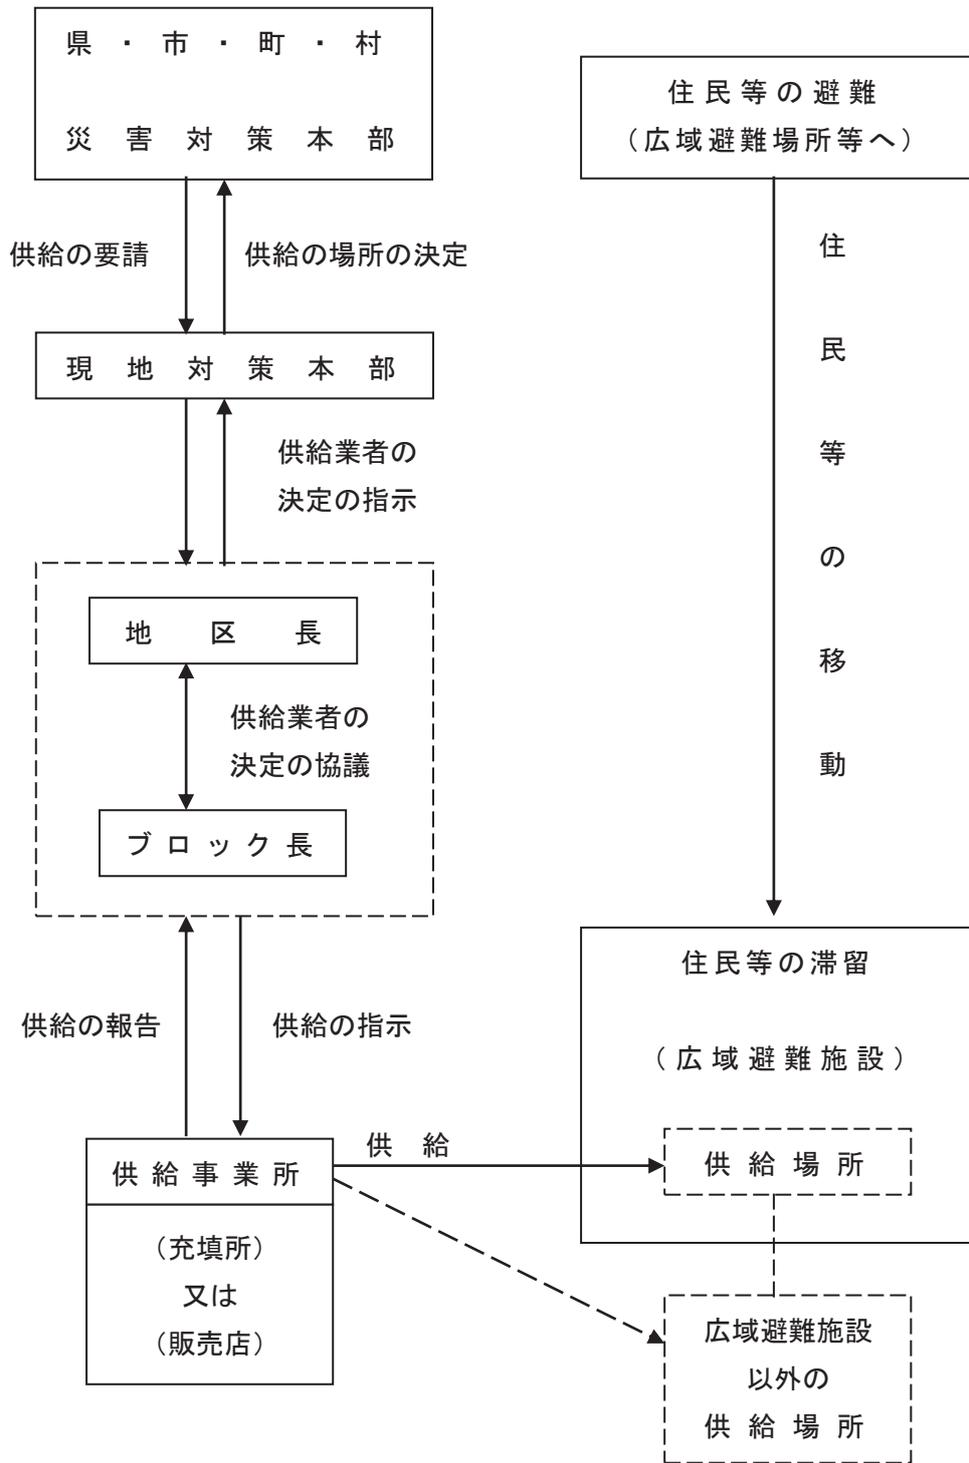 県・市・町・村
災害対策本部
供給の要請
供給の場所の決定
現地対策本部
供給業者の
決定の指示
地区長
供給業者の
決定の協議
ブロック長
供給の報告
供給の指示
供給事業所
（充填所）
又は
（販売店）
供給
住民等の避難
（広域避難場所等へ）
住民等の移動
住民等の滞留
（広域避難施設）
供給場所
広域避難施設
以外の
供給場所